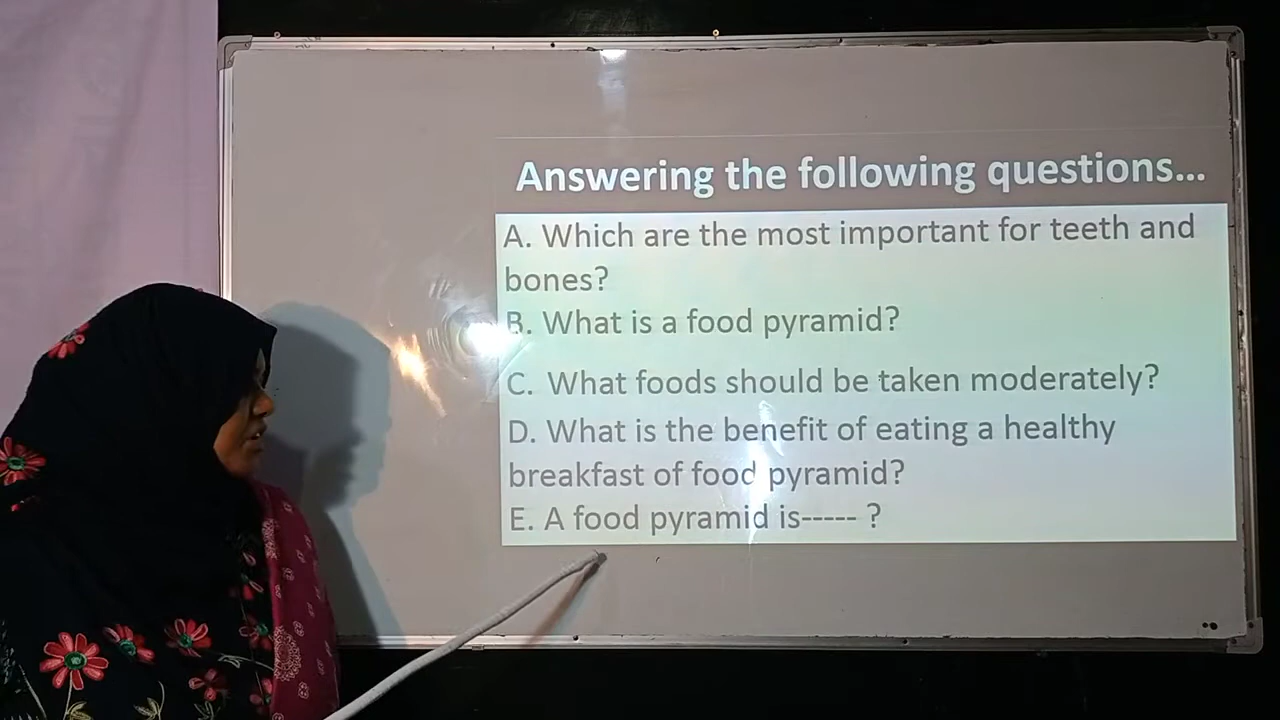 Answering the following questions...
A. Which are the most important for teeth and
bones?
B. What is a food pyramid?
C. What foods should be taken moderately?
D. What is the benefit of eating a healthy
breakfast of food pyramid?
E. A food pyramid is----- ?